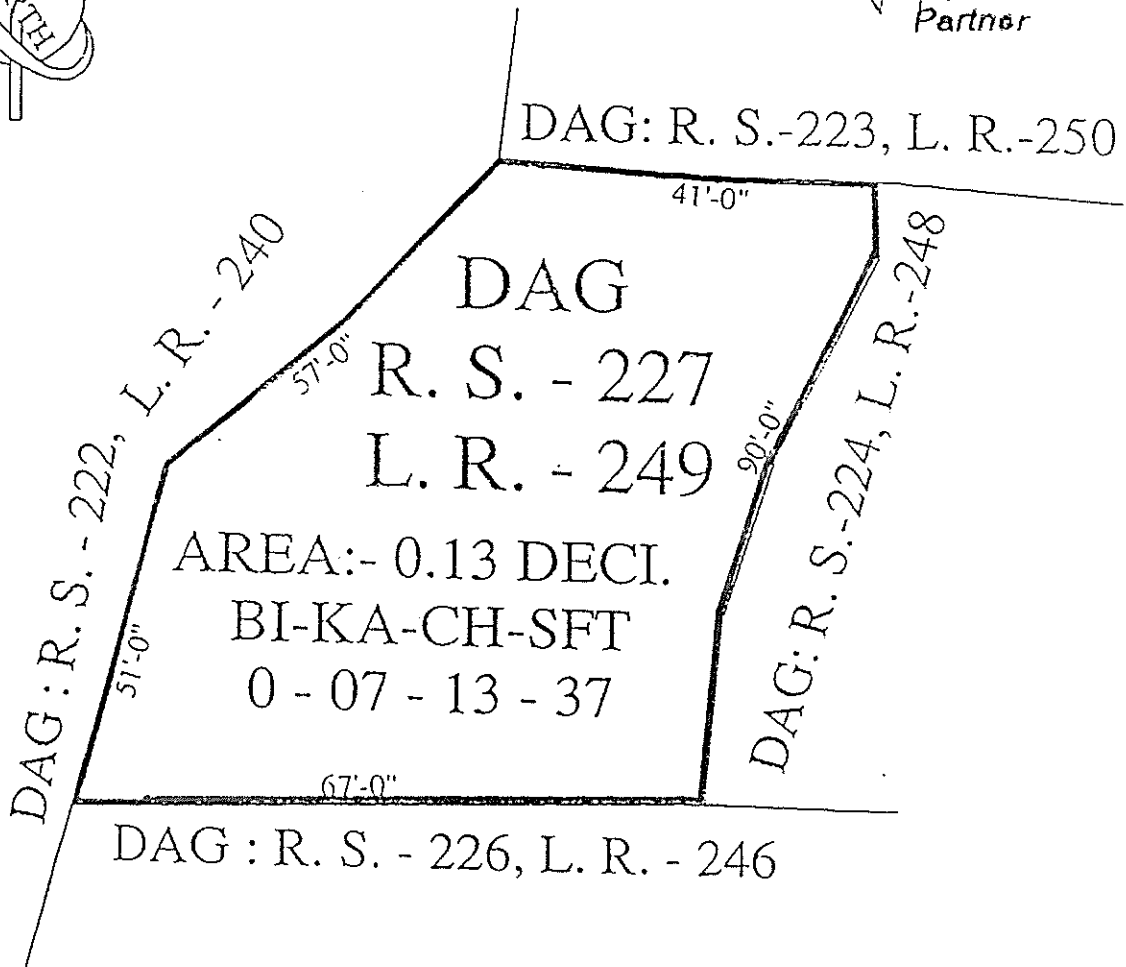 Partner
DAG: R. S.-223, L. R.-250
41'-0"
DAG : R. S. - 222, L. R. - 240
57'-0"
51'-0"
DAG
R. S. - 227
L. R. - 249
AREA:- 0.13 DECI.
BI-KA-CH-SFT
0 - 07 - 13 - 37
90'-0"
DAG: R. S.-224, L. R.-248
67'-0"
DAG : R. S. - 226, L. R. - 246